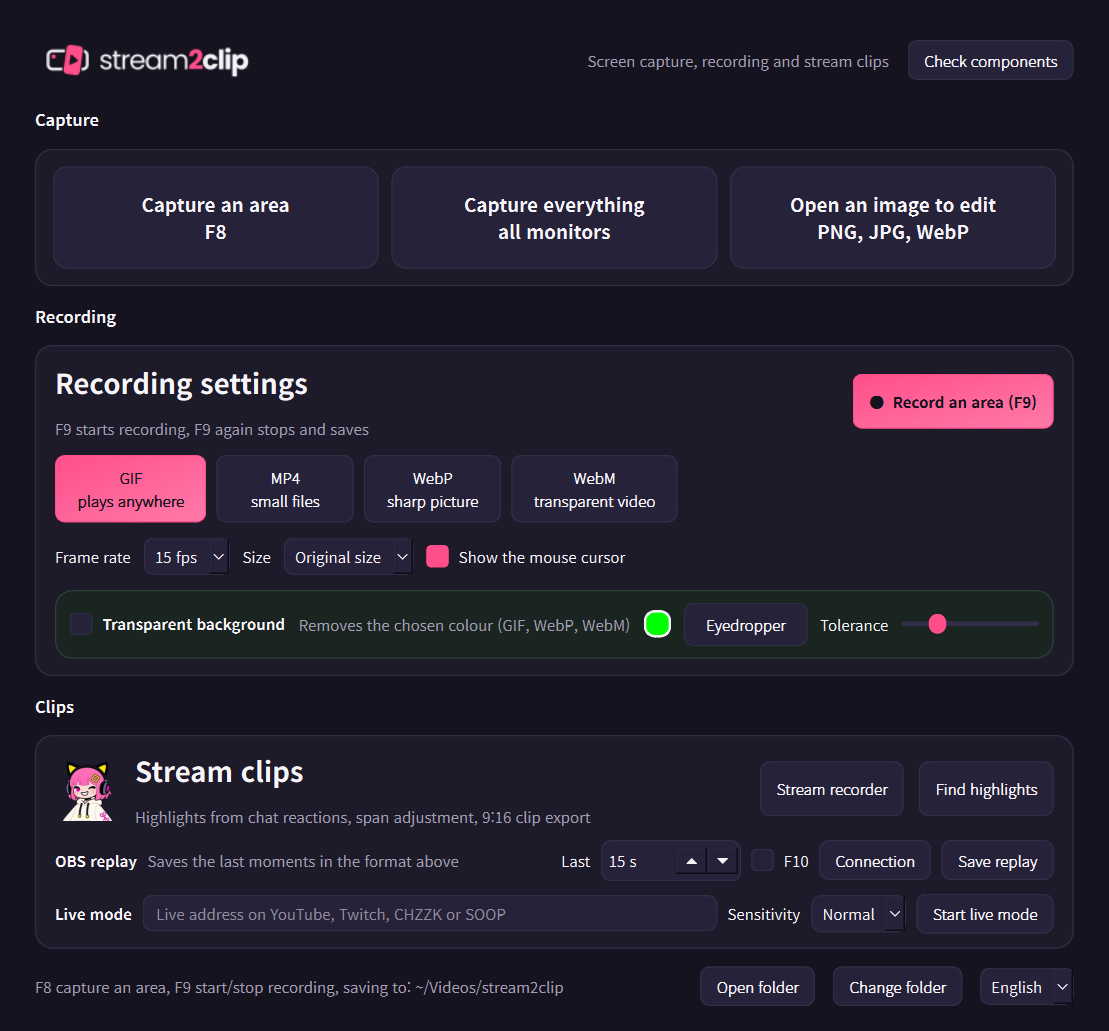 stream2clip
Screen capture, recording and stream clips
Check components
Capture
Capture an area
F8
Capture everything
all monitors
Open an image to edit
PNG, JPG, WebP
Recording
Recording settings
Record an area (F9)
F9 starts recording, F9 again stops and saves
GIF
plays anywhere
MP4
small files
WebP
sharp picture
WebM
transparent video
Frame rate 15 fps Size Original size Show the mouse cursor
Transparent background Removes the chosen colour (GIF, WebP, WebM) Eyedropper Tolerance
Clips
Stream clips
Stream recorder
Find highlights
Highlights from chat reactions, span adjustment, 9:16 clip export
OBS replay Saves the last moments in the format above Last 15 s F10 Connection Save replay
Live mode Live address on YouTube, Twitch, CHZZK or SOOP Sensitivity Normal Start live mode
F8 capture an area, F9 start/stop recording, saving to: ~/Videos/stream2clip Open folder Change folder English